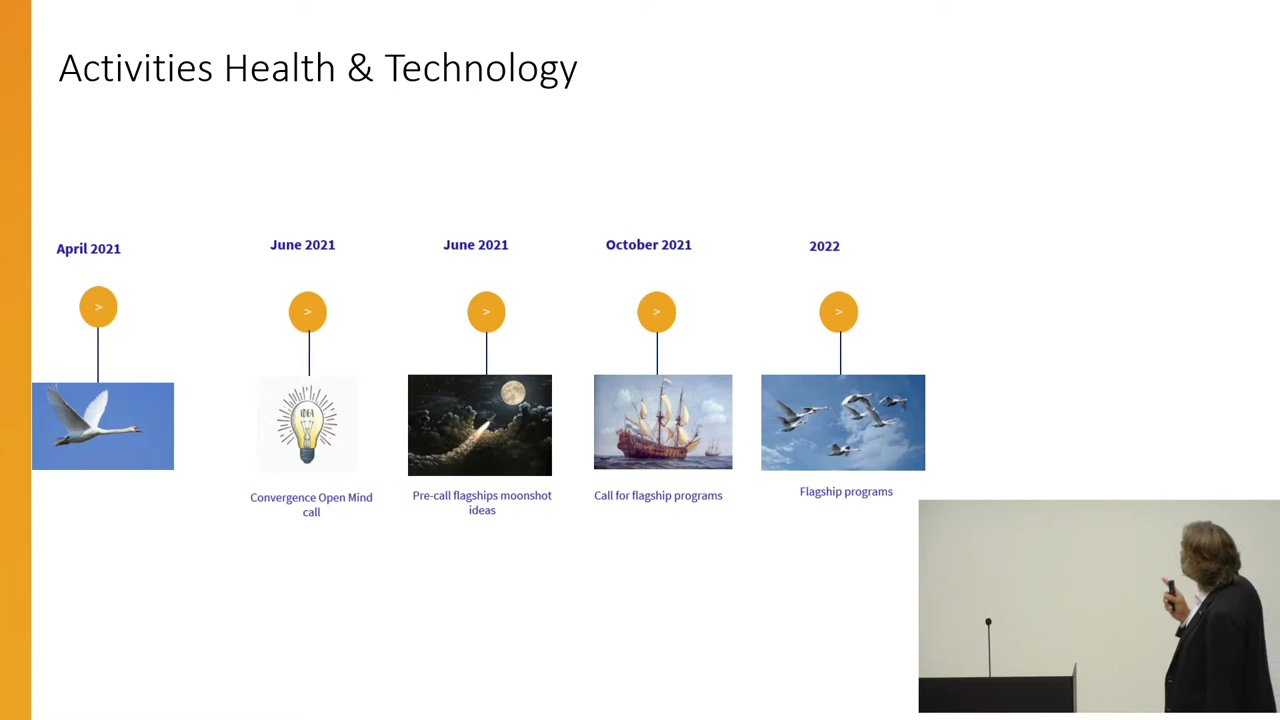 Activities Health & Technology
April 2021
June 2021
June 2021
October 2021
2022
>
>
>
>
>
IDEA
Convergence Open Mind
call
Pre-call flagships moonshot
ideas
Call for flagship programs
Flagship programs